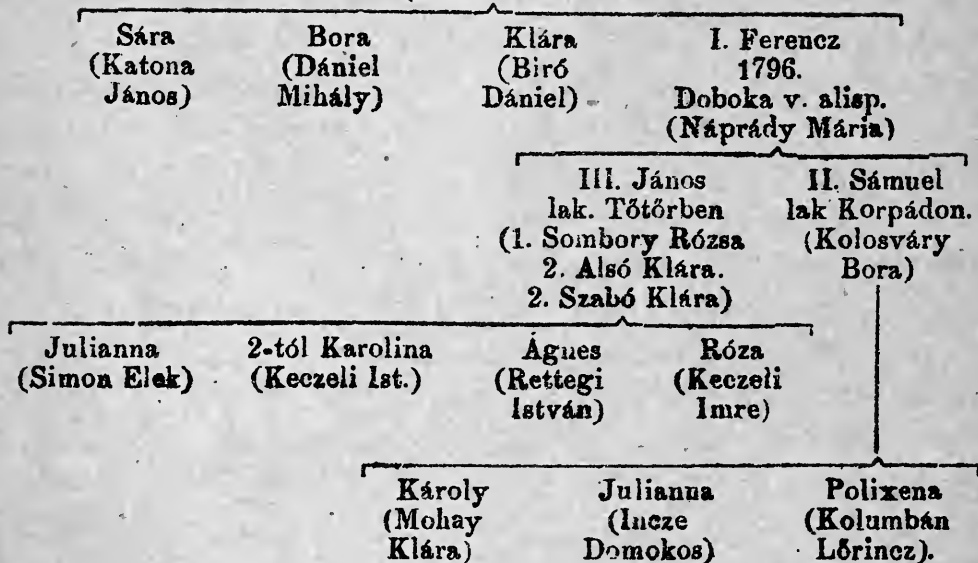 Sára Bora Klára I. Ferencz
(Katona (Dániel (Biró 1796.
János) Mihály) Dániel) Doboka v. alisp.
(Náprády Mária)
III. János II. Sámuel
lak. Tőtörben lak Korpádon.
(1. Sombory Rózsa (Kolosváry
2. Alsó Klára. Bora)
2. Szabó Klára)
Julianna 2-tól Karolina Ágnes Róza
(Simon Elek) (Keczeli Ist.) (Rettegi (Keczeli
István) Imre)
Károly Julianna Polixena
(Mohay (Incze (Kolumbán
Klára) Domokos) Lőrincz).